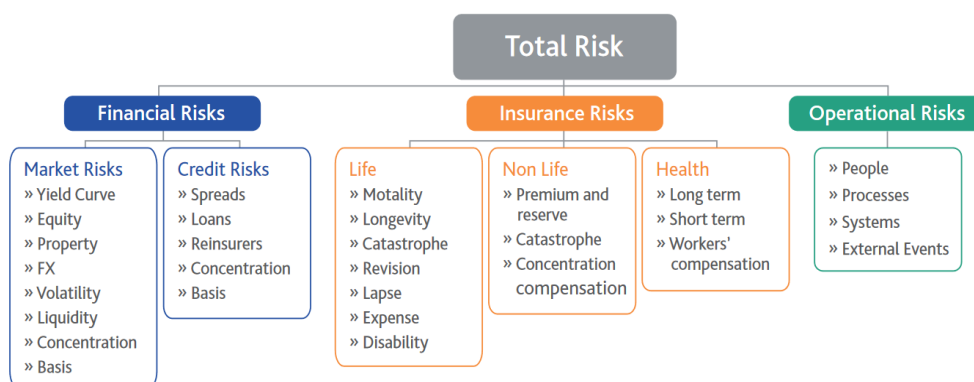 Total Risk
Financial Risks
Market Risks
» Yield Curve
» Equity
» Property
» FX
» Volatility
» Liquidity
» Concentration
» Basis
Credit Risks
» Spreads
» Loans
» Reinsurers
» Concentration
» Basis
Insurance Risks
Life
» Motality
» Longevity
» Catastrophe
» Revision
» Lapse
» Expense
» Disability
Non Life
» Premium and
reserve
» Catastrophe
» Concentration
compensation
Health
» Long term
» Short term
» Workers'
compensation
Operational Risks
» People
» Processes
» Systems
» External Events